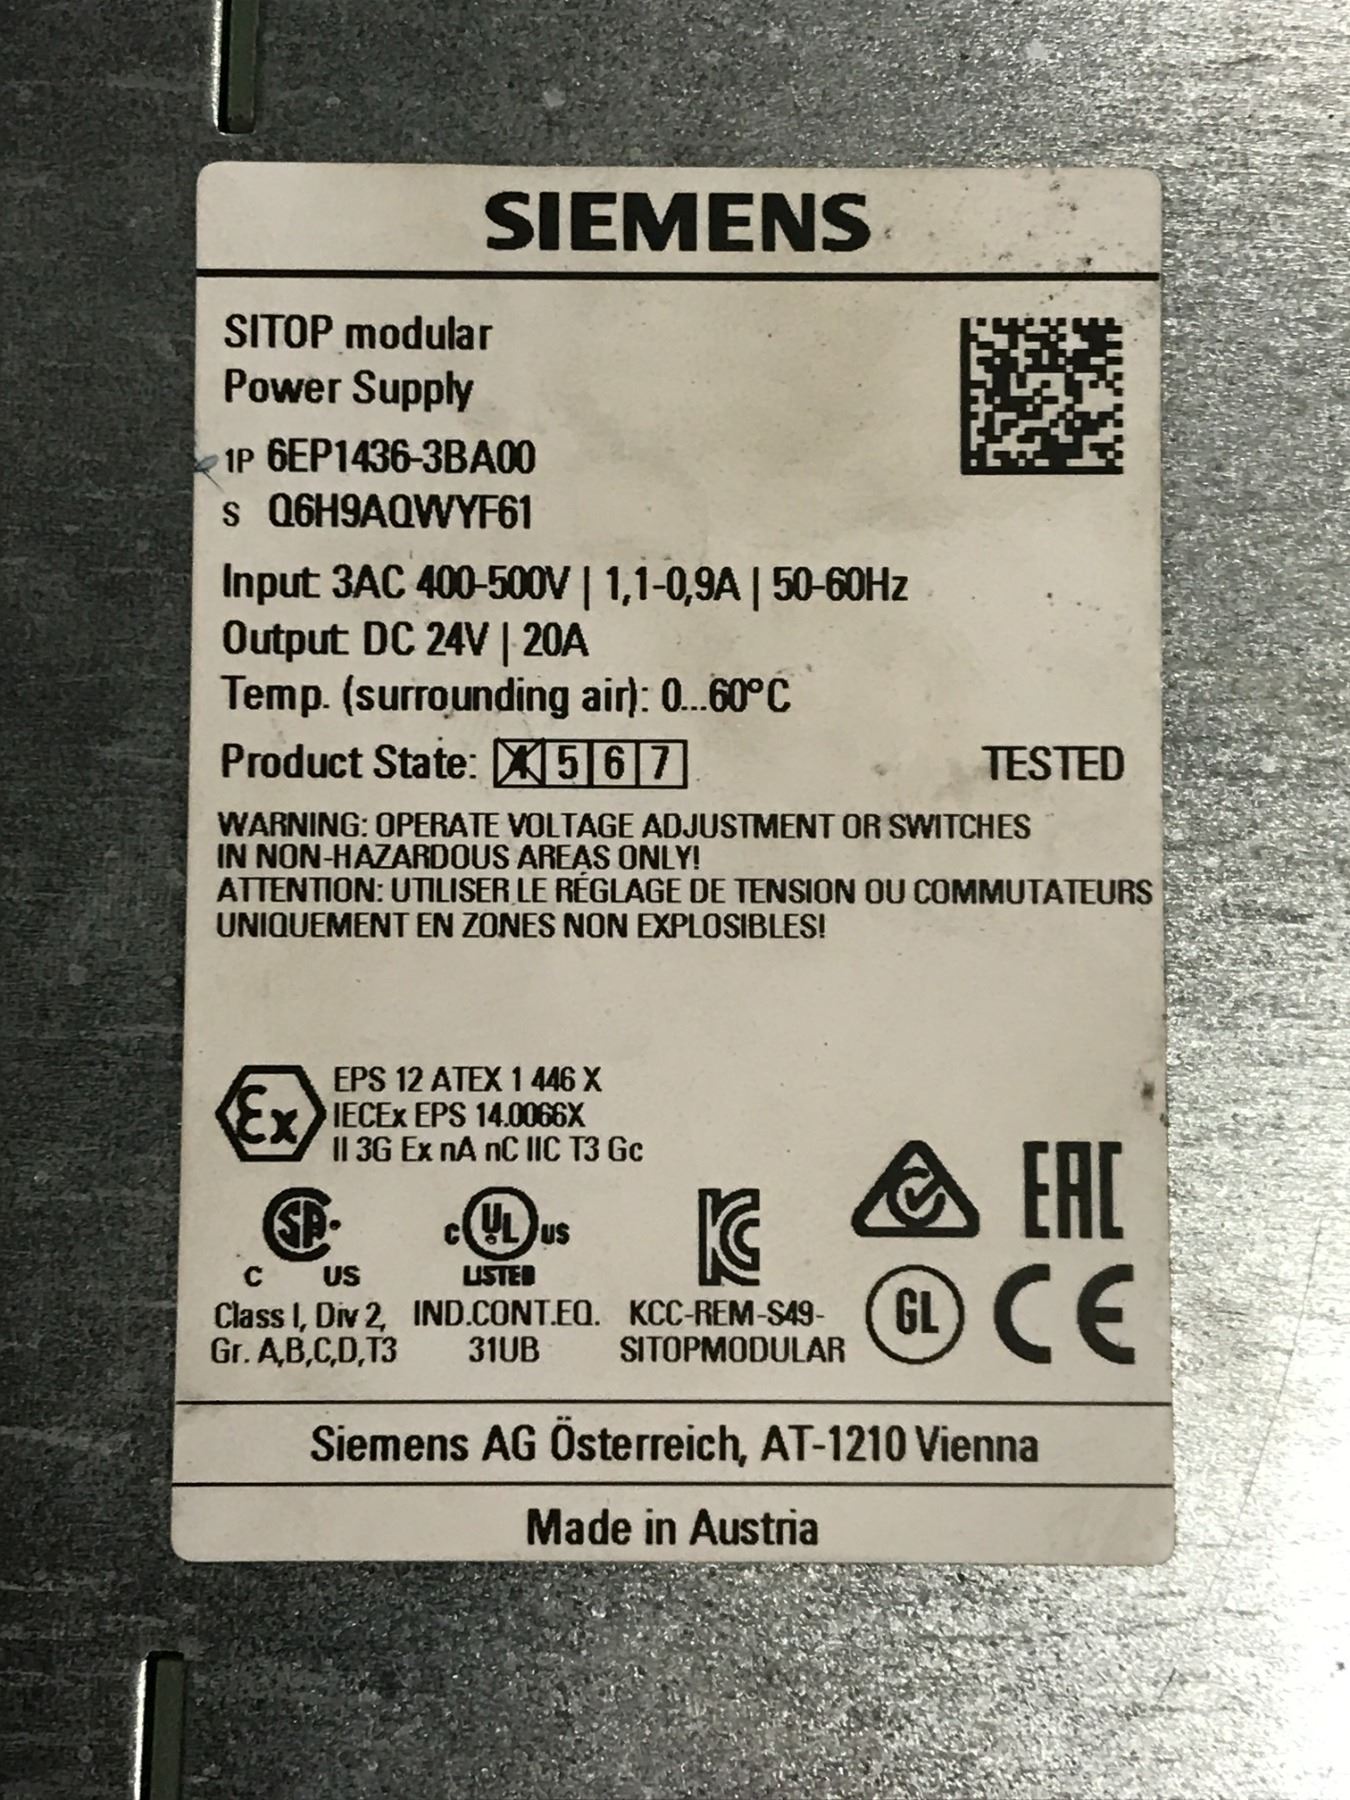 SIEMENS
SITOP modular
Power Supply
1P 6EP1436-3BA00
S Q6H9AQWYF61
Input: 3AC 400-500V | 1,1-0,9A | 50-60Hz
Output: DC 24V | 20A
Temp. (surrounding air): 0...60°C
Product State: 4 5 6 7 TESTED
WARNING: OPERATE VOLTAGE ADJUSTMENT OR SWITCHES
IN NON-HAZARDOUS AREAS ONLY!
ATTENTION: UTILISER LE RÉGLAGE DE TENSION OU COMMUTATEURS
UNIQUEMENT EN ZONES NON EXPLOSIBLES!
Ex EPS 12 ATEX 1 446 X
IECEx EPS 14.0066X
II 3G Ex nA nC IIC T3 Gc
EAC
SA
C US
C UL US
LISTED
KC
GL CE
Class I, Div 2, IND.CONT.EQ. KCC-REM-S49-
Gr. A,B,C,D,T3 31UB SITOPMODULAR
Siemens AG Österreich, AT-1210 Vienna
Made in Austria